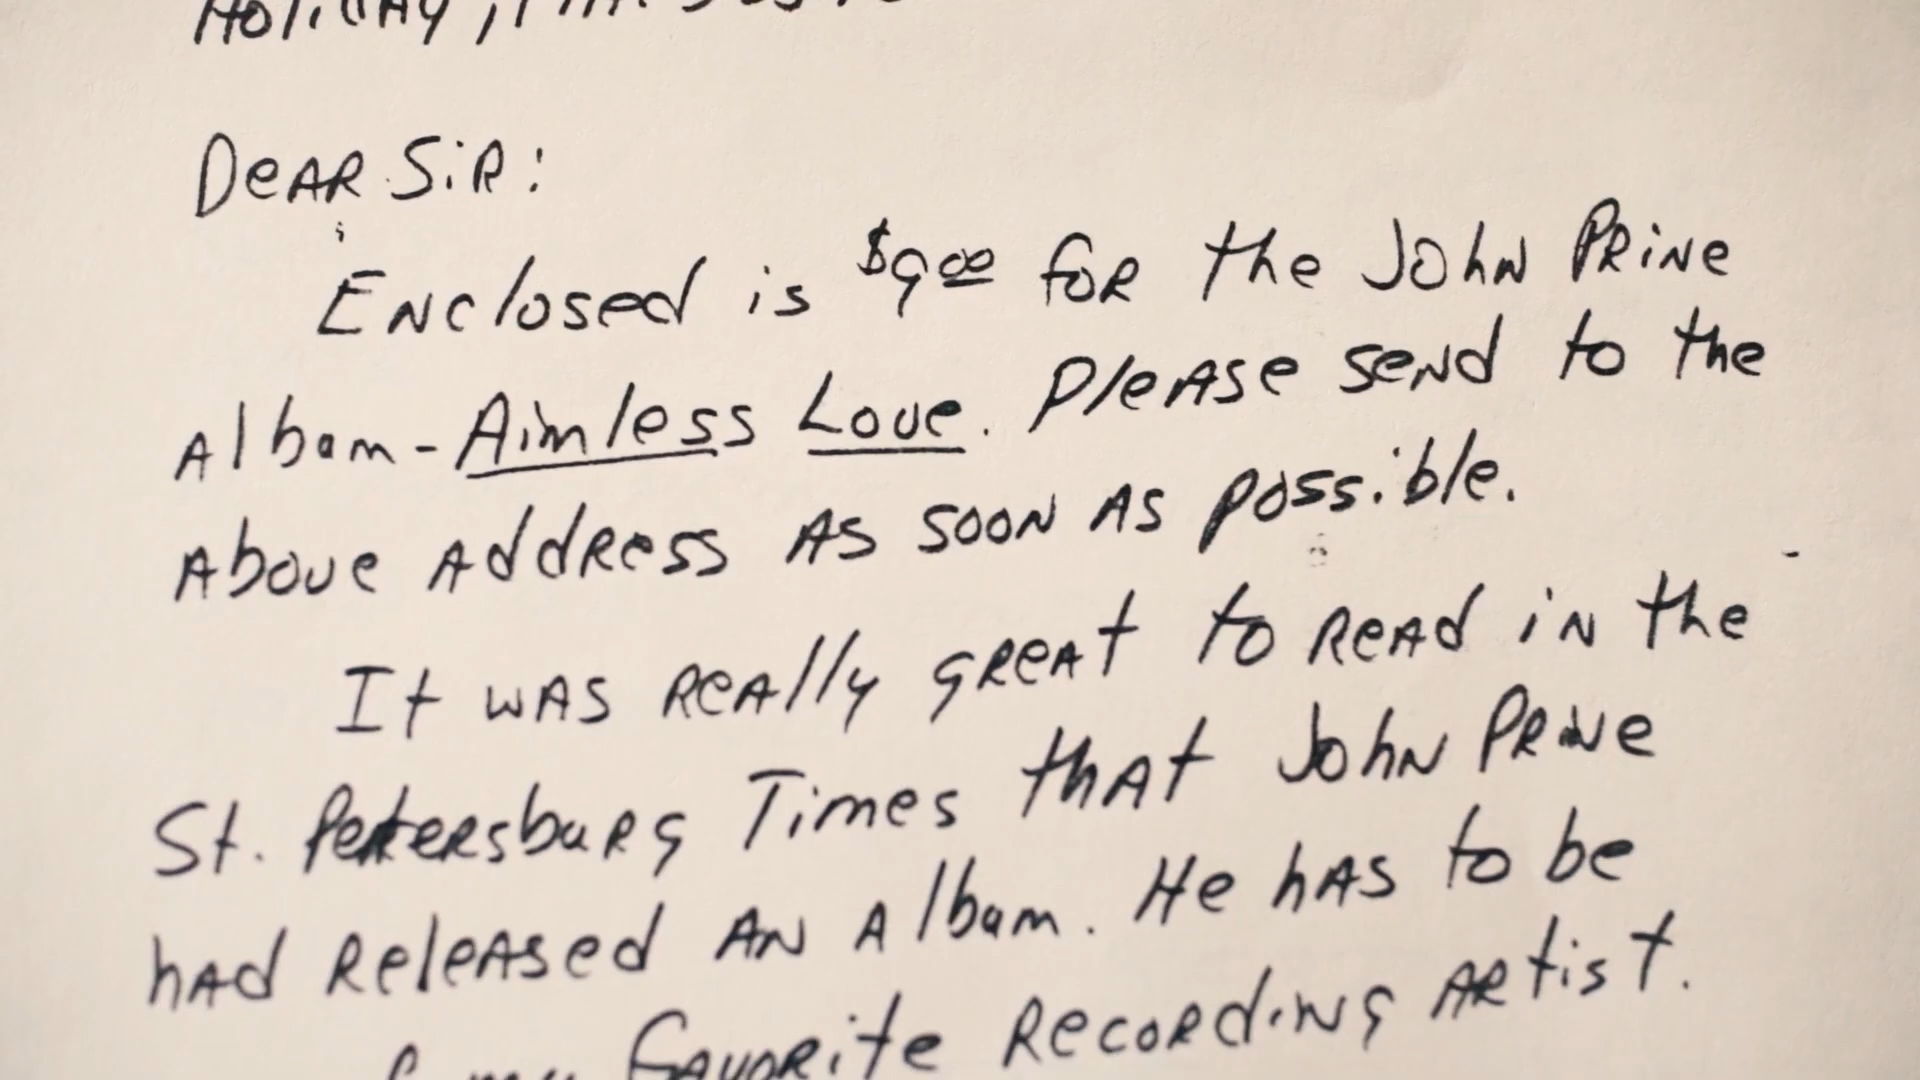 Holiday,
Dear Sir:
Enclosed is $9.00 for the John Prine
Album - Aimless Love. Please send to the
above address as soon as possible.
It was really great to read in the
St. Petersburg Times that John Prine
had released an album. He has to be
my favorite recording artist.